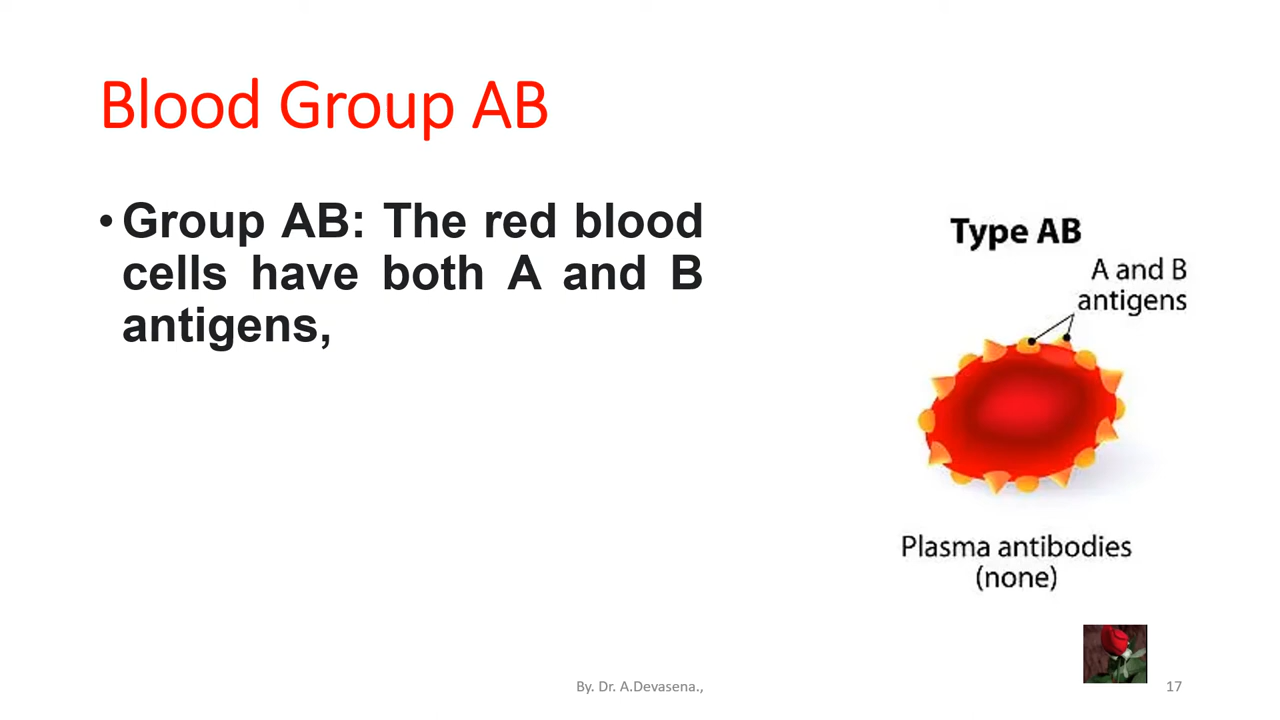 Blood Group AB
• Group AB: The red blood
cells have both A and B
antigens,
Type AB
A and B
antigens
Plasma antibodies
(none)
By. Dr. A.Devasena.,
17